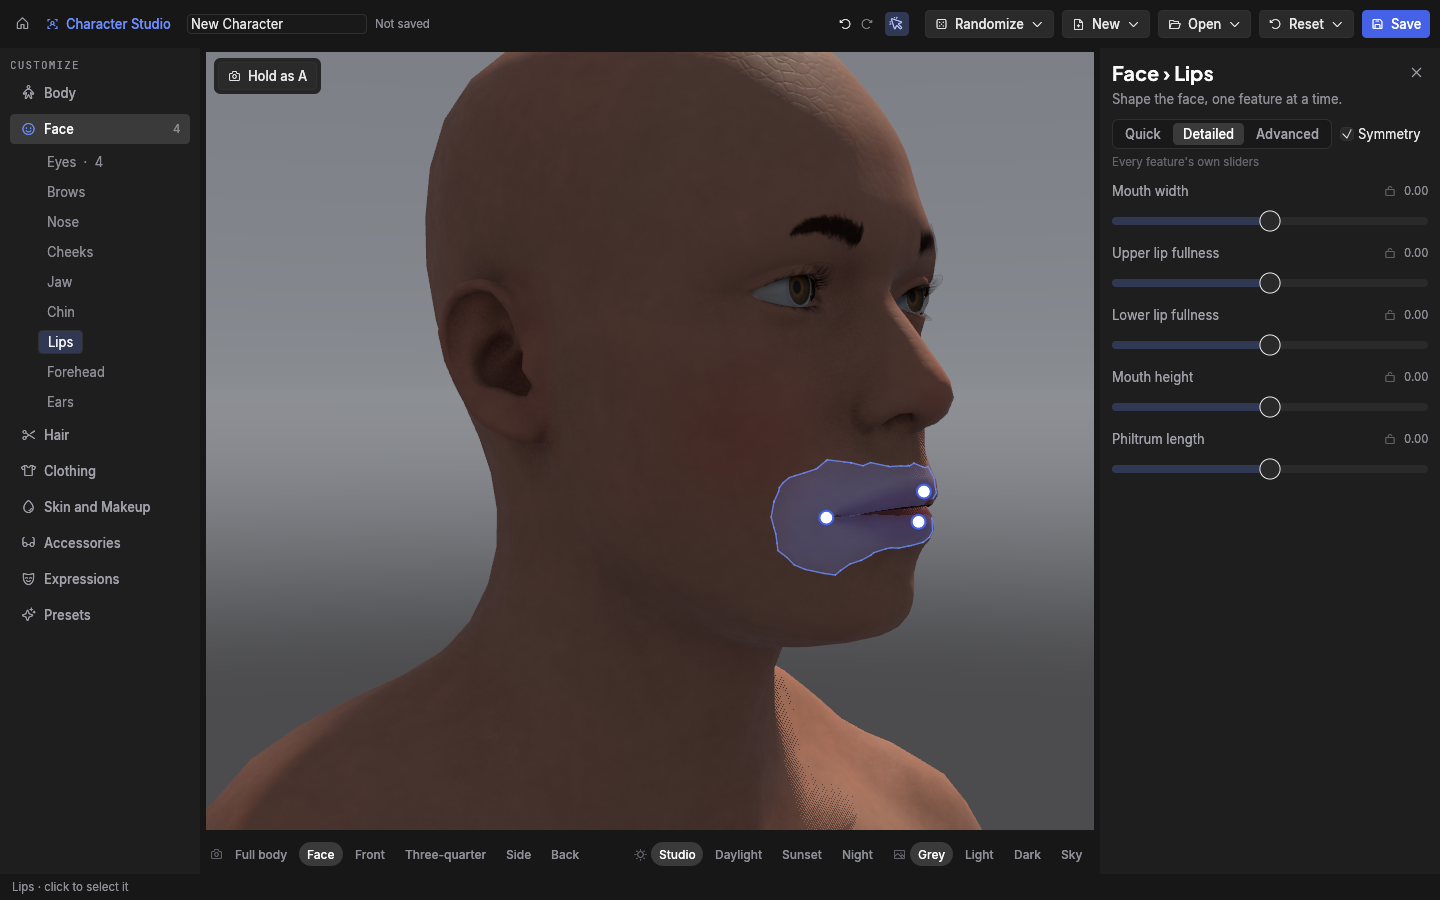 Character Studio
New Character
Not saved
Randomize
New
Open
Reset
Save
CUSTOMIZE
Body
Face 4
Eyes · 4
Brows
Nose
Cheeks
Jaw
Chin
Lips
Forehead
Ears
Hair
Clothing
Skin and Makeup
Accessories
Expressions
Presets
Hold as A
Full body
Face
Front
Three-quarter
Side
Back
Studio
Daylight
Sunset
Night
Grey
Light
Dark
Sky
Face › Lips
Shape the face, one feature at a time.
Quick
Detailed
Advanced
Symmetry
Every feature's own sliders
Mouth width 0.00
Upper lip fullness 0.00
Lower lip fullness 0.00
Mouth height 0.00
Philtrum length 0.00
Lips · click to select it